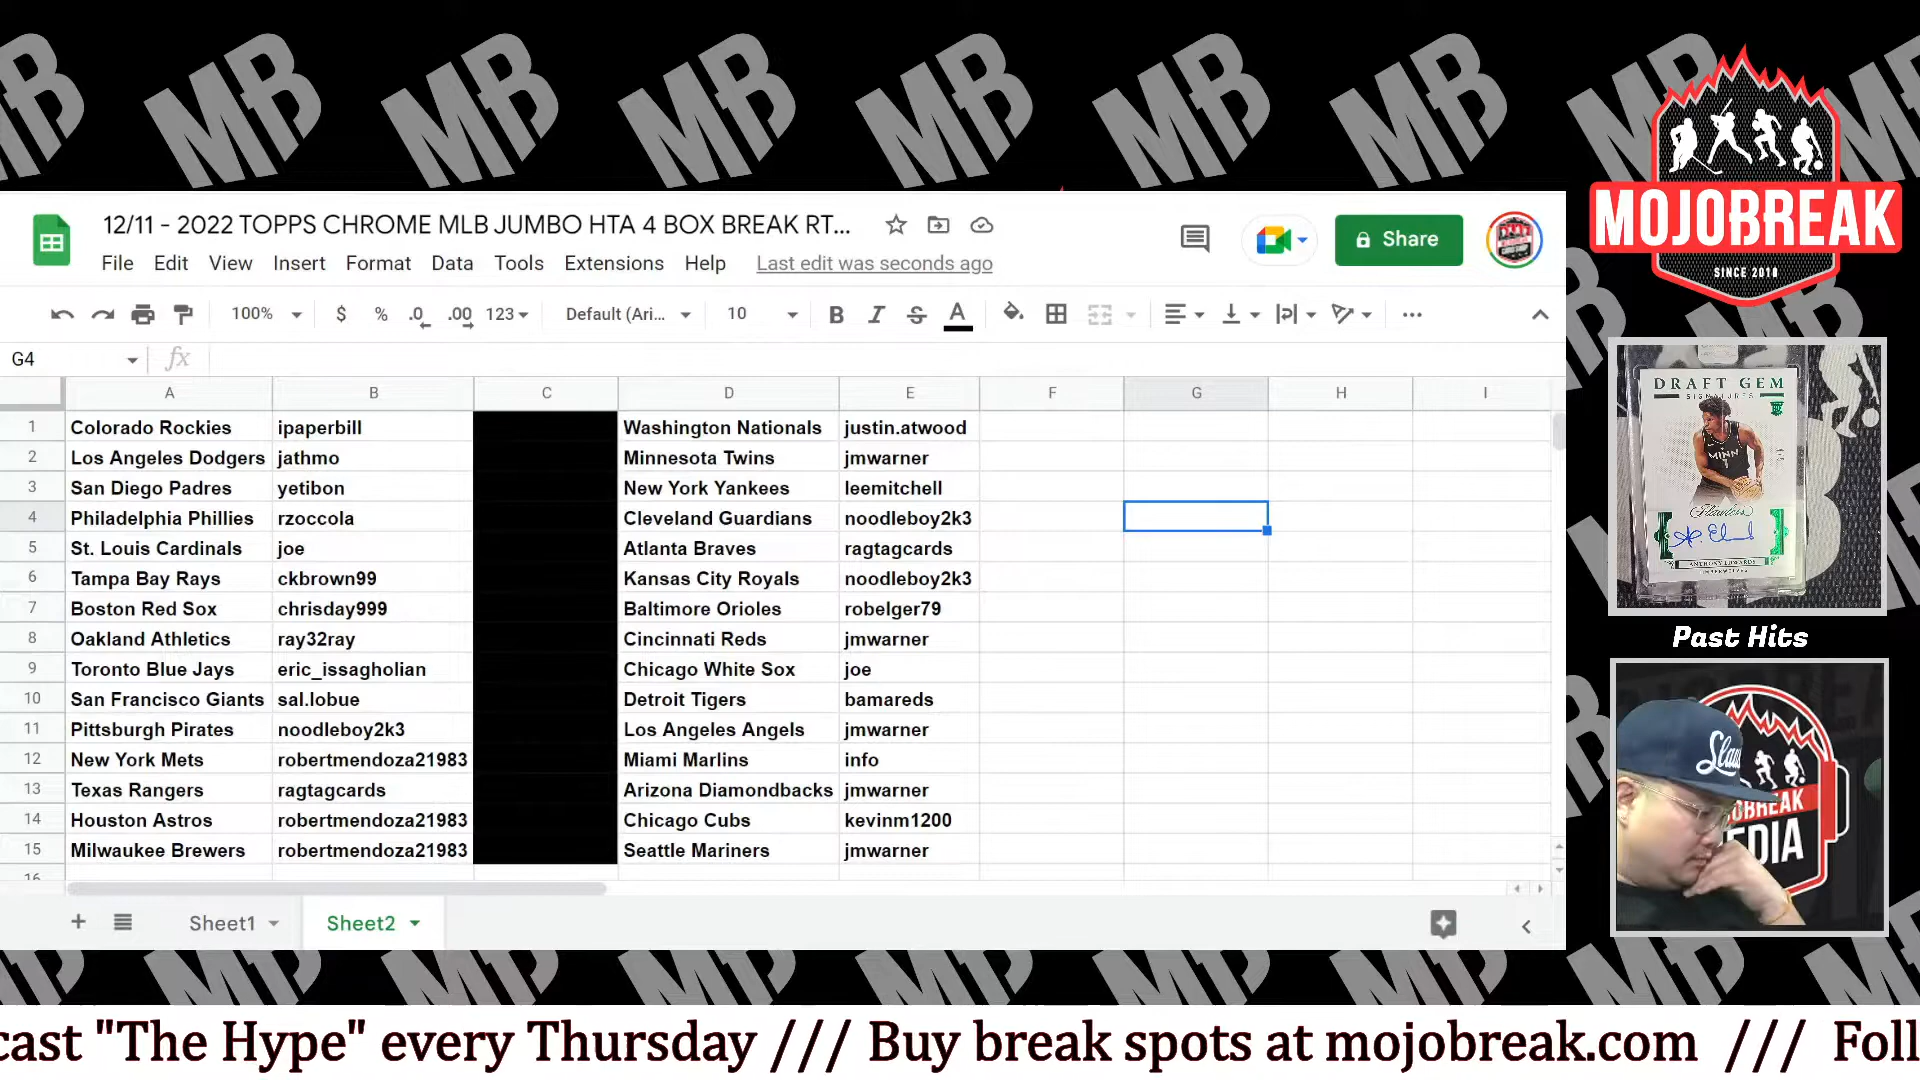 12/11 - 2022 TOPPS CHROME MLB JUMBO HTA 4 BOX BREAK RT...
File Edit View Insert Format Data Tools Extensions Help Last edit was seconds ago
Share
100% $ % .0 .00 123 Default (Ari... 10 B I S A
G4 fx
A B C D E F G H I
1 Colorado Rockies ipaperbill Washington Nationals justin.atwood
2 Los Angeles Dodgers jathmo Minnesota Twins jmwarner
3 San Diego Padres yetibon New York Yankees leemitchell
4 Philadelphia Phillies rzoccola Cleveland Guardians noodleboy2k3
5 St. Louis Cardinals joe Atlanta Braves ragtagcards
6 Tampa Bay Rays ckbrown99 Kansas City Royals noodleboy2k3
7 Boston Red Sox chrisday999 Baltimore Orioles robelger79
8 Oakland Athletics ray32ray Cincinnati Reds jmwarner
9 Toronto Blue Jays eric_issagholian Chicago White Sox joe
10 San Francisco Giants sal.lobue Detroit Tigers bamareds
11 Pittsburgh Pirates noodleboy2k3 Los Angeles Angels jmwarner
12 New York Mets robertmendoza21983 Miami Marlins info
13 Texas Rangers ragtagcards Arizona Diamondbacks jmwarner
14 Houston Astros robertmendoza21983 Chicago Cubs kevinm1200
15 Milwaukee Brewers robertmendoza21983 Seattle Mariners jmwarner
16
Sheet1 Sheet2
MOJOBREAK
SINCE 2018
DRAFT GEM
SIGNATURES
MINN
1
Flawless
ANTHONY EDWARDS
Past Hits
cast "The Hype" every Thursday /// Buy break spots at mojobreak.com /// Foll